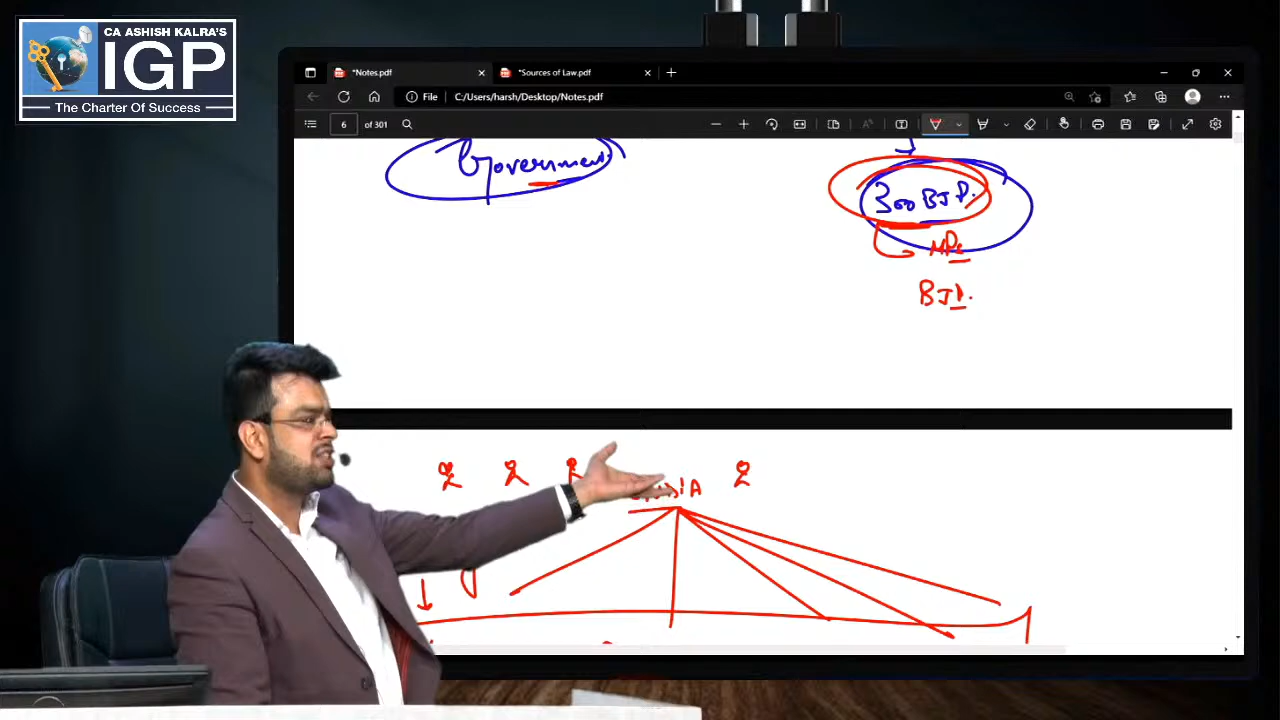 CA ASHISH KALRA'S
IGP
The Charter Of Success
*Notes.pdf
*Sources of Law.pdf
File
C:/Users/harsh/Desktop/Notes.pdf
6 of 301
Government
300 BJP.
MPs
BJP.